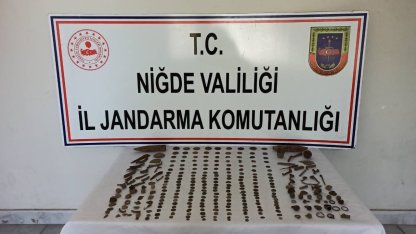 T.C.
NİĞDE VALİLİĞİ
İL JANDARMA KOMUTANLIĞI